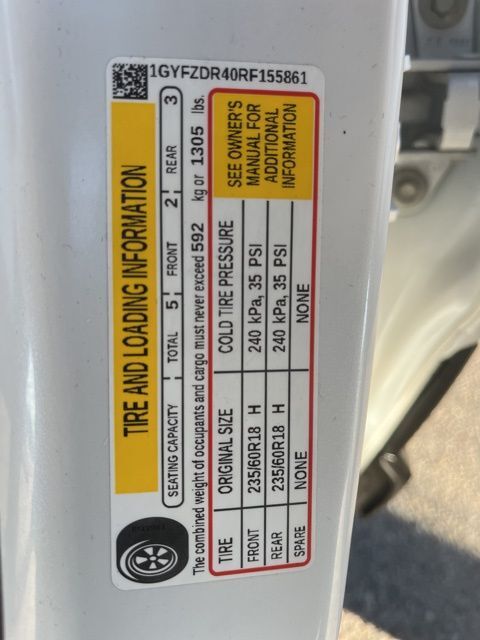 1GYFZDR40RF155861
TIRE AND LOADING INFORMATION
SEATING CAPACITY TOTAL 5 FRONT 2 REAR 3
The combined weight of occupants and cargo must never exceed 592 kg or 1305 lbs.
TIRE ORIGINAL SIZE COLD TIRE PRESSURE
FRONT 235/60R18 H 240 kPa, 35 PSI
REAR 235/60R18 H 240 kPa, 35 PSI
SPARE NONE NONE
SEE OWNER'S
MANUAL FOR
ADDITIONAL
INFORMATION